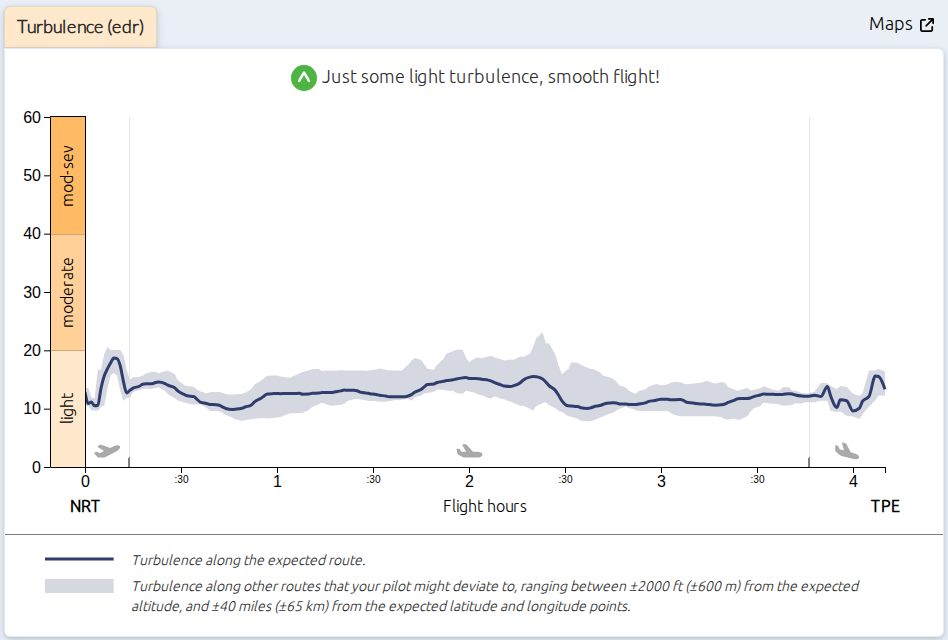 Turbulence (edr)
Maps
Just some light turbulence, smooth flight!
60
50
40
30
20
10
0
mod-sev
moderate
light
0 :30 1 :30 2 :30 3 :30 4
NRT Flight hours TPE
Turbulence along the expected route.
Turbulence along other routes that your pilot might deviate to, ranging between ±2000 ft (±600 m) from the expected
altitude, and ±40 miles (±65 km) from the expected latitude and longitude points.